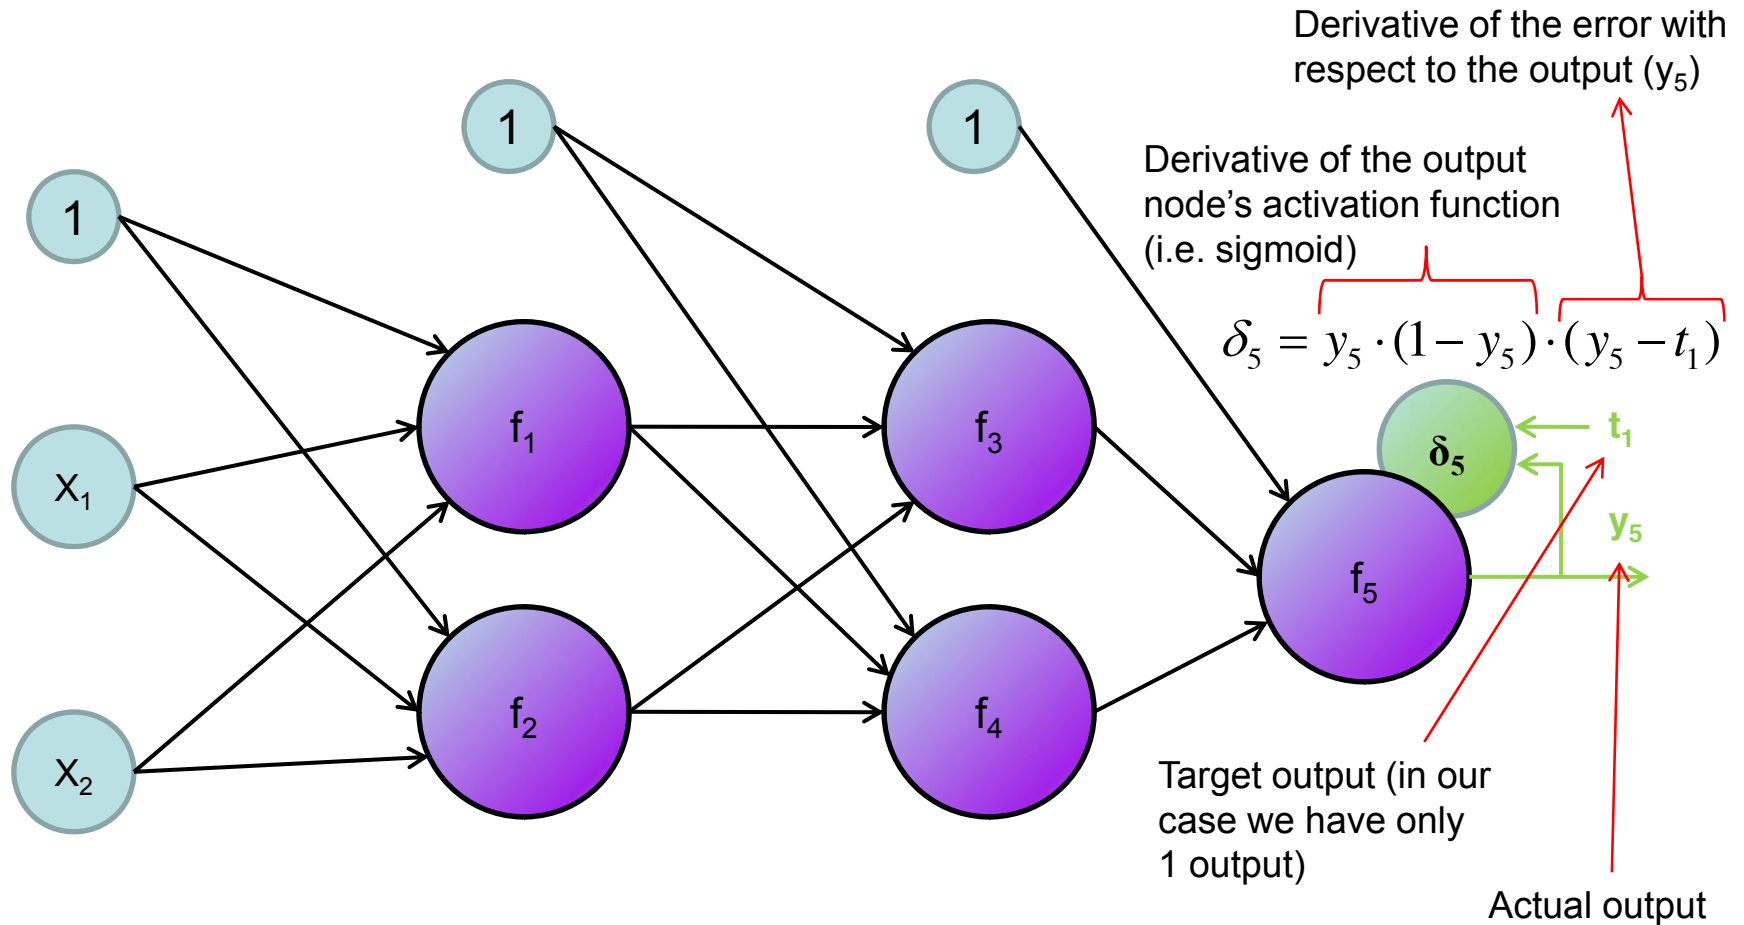 Derivative of the error with
respect to the output (y₅)
1
1
Derivative of the output
node’s activation function
(i.e. sigmoid)
1
δ₅ = y₅ · (1 − y₅) · (y₅ − t₁)
f₁
f₃
t₁
δ₅
X₁
y₅
f₅
f₂
f₄
X₂
Target output (in our
case we have only
1 output)
Actual output